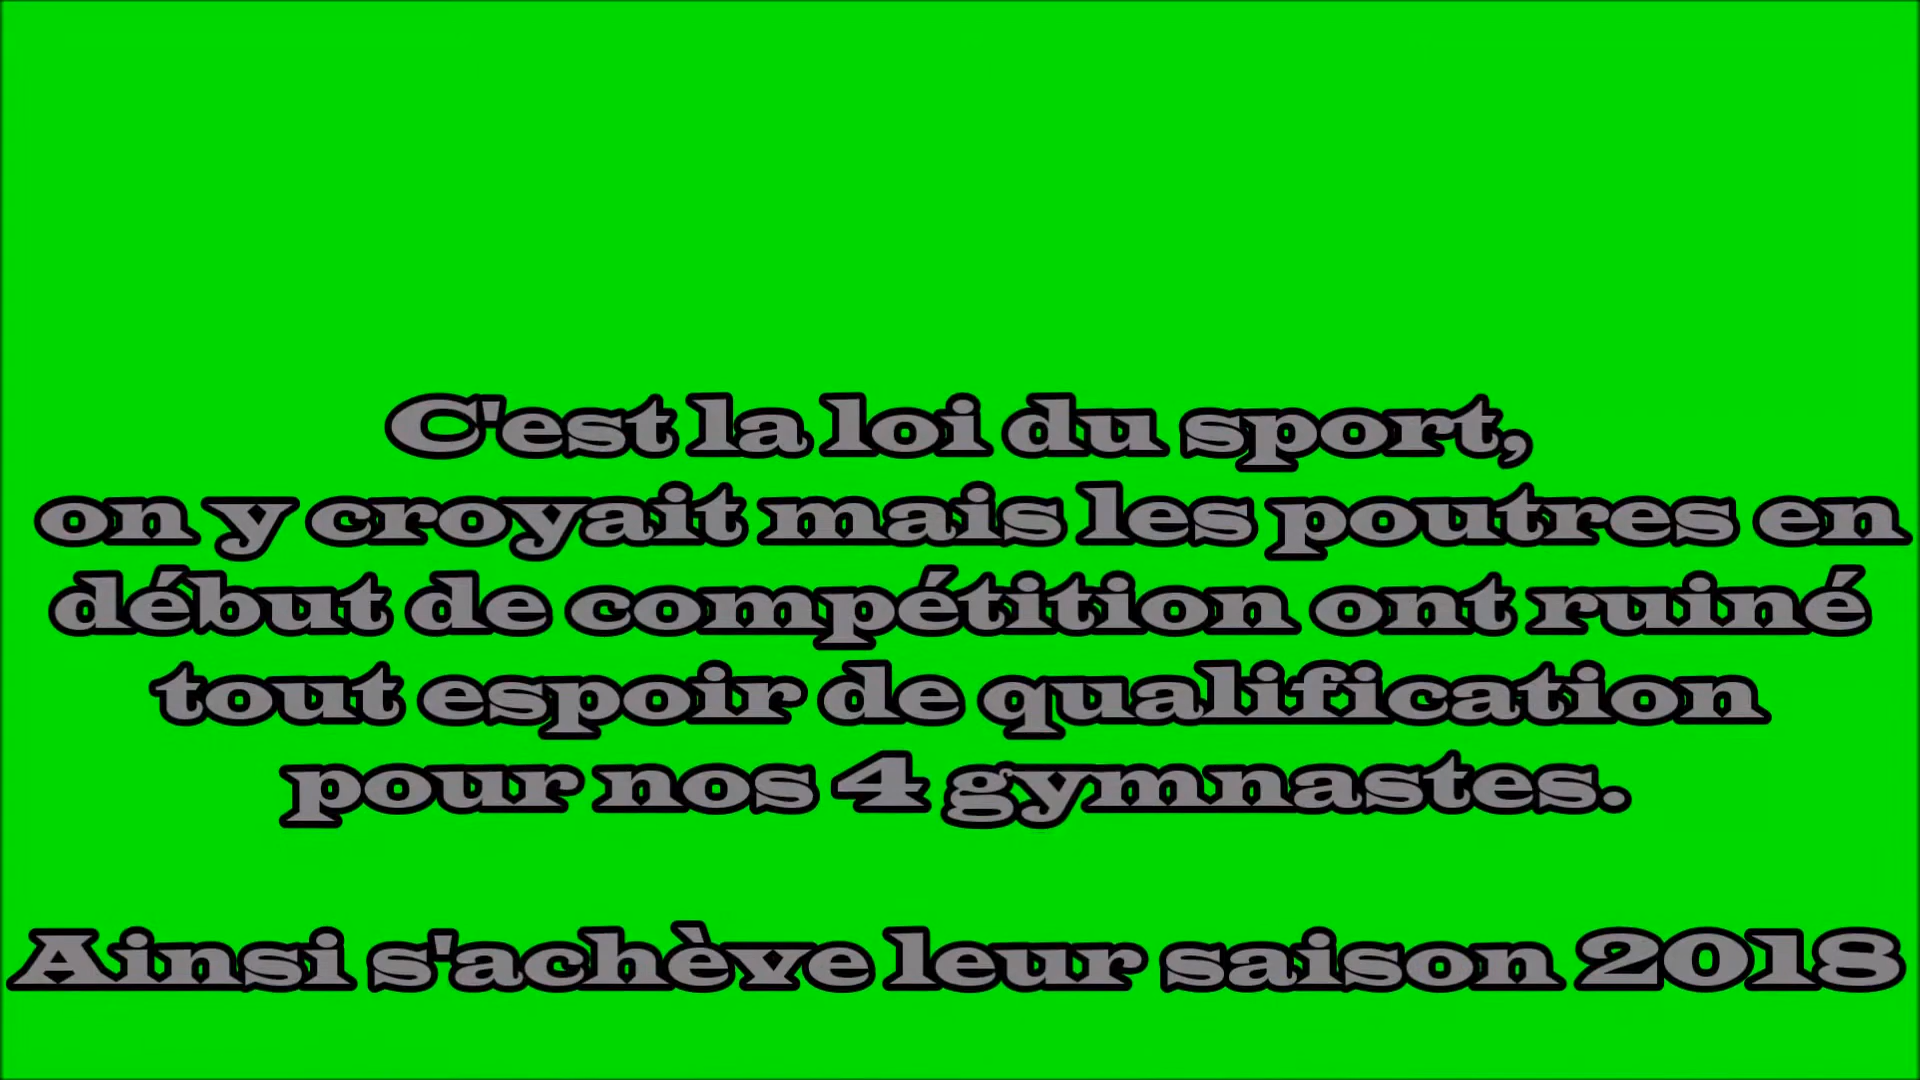 C'est la loi du sport,
on y croyait mais les poutres en
début de compétition ont ruiné
tout espoir de qualification
pour nos 4 gymnastes.
Ainsi s'achève leur saison 2018